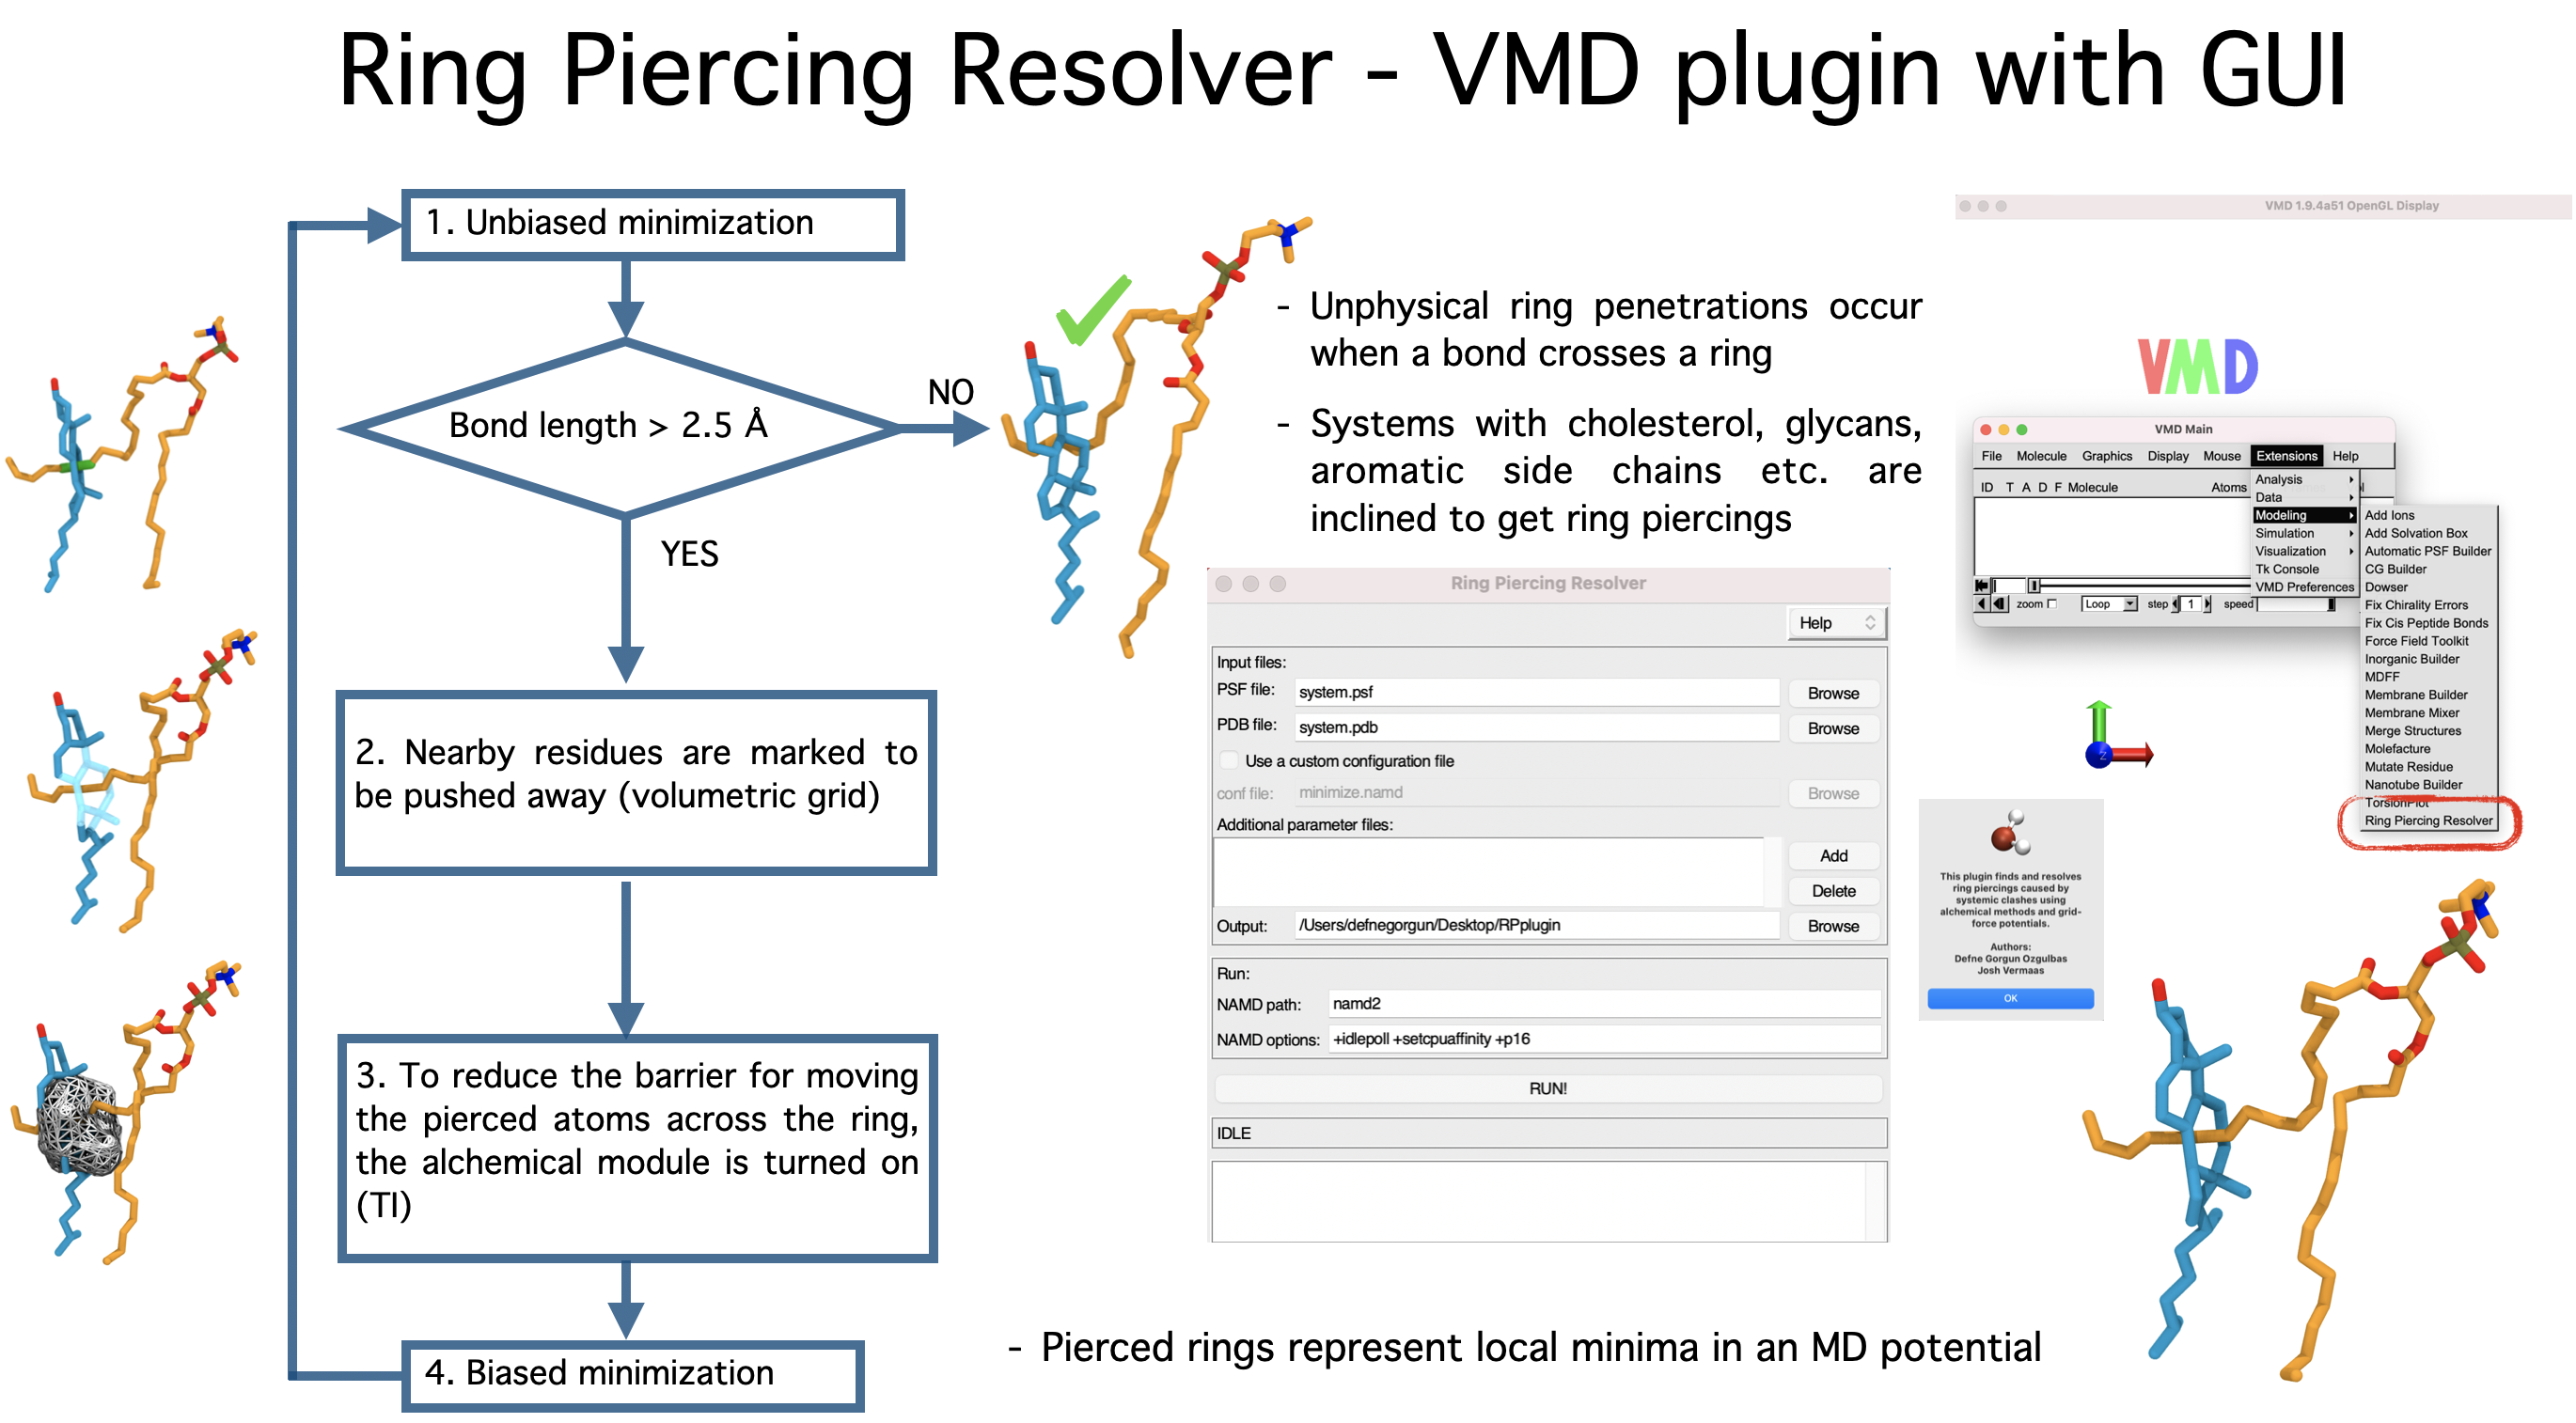 Ring Piercing Resolver - VMD plugin with GUI
1. Unbiased minimization
Bond length > 2.5 Å
NO
YES
2. Nearby residues are marked to
be pushed away (volumetric grid)
3. To reduce the barrier for moving
the pierced atoms across the ring,
the alchemical module is turned on
(TI)
4. Biased minimization
- Unphysical ring penetrations occur
when a bond crosses a ring
- Systems with cholesterol, glycans,
aromatic side chains etc. are
inclined to get ring piercings
Ring Piercing Resolver
Help
Input files:
PSF file: system.psf Browse
PDB file: system.pdb Browse
Use a custom configuration file
conf file: minimize.namd Browse
Additional parameter files:
Add
Delete
Output: /Users/defnegorgun/Desktop/RPplugin Browse
Run:
NAMD path: namd2
NAMD options: +idlepoll +setcpuaffinity +p16
RUN!
IDLE
- Pierced rings represent local minima in an MD potential
VMD 1.9.4a51 OpenGL Display
VMD
VMD Main
File Molecule Graphics Display Mouse Extensions Help
ID T A D F Molecule Atoms
zoom Loop step 1 speed
Analysis
Data
Modeling
Simulation
Visualization
Tk Console
VMD Preferences
Add Ions
Add Solvation Box
Automatic PSF Builder
CG Builder
Dowser
Fix Chirality Errors
Fix Cis Peptide Bonds
Force Field Toolkit
Inorganic Builder
MDFF
Membrane Builder
Membrane Mixer
Merge Structures
Molefacture
Mutate Residue
Nanotube Builder
TorsionPlot
Ring Piercing Resolver
Z
This plugin finds and resolves
ring piercings caused by
systemic clashes using
alchemical methods and grid-
force potentials.
Authors:
Defne Gorgun Ozgulbas
Josh Vermaas
OK